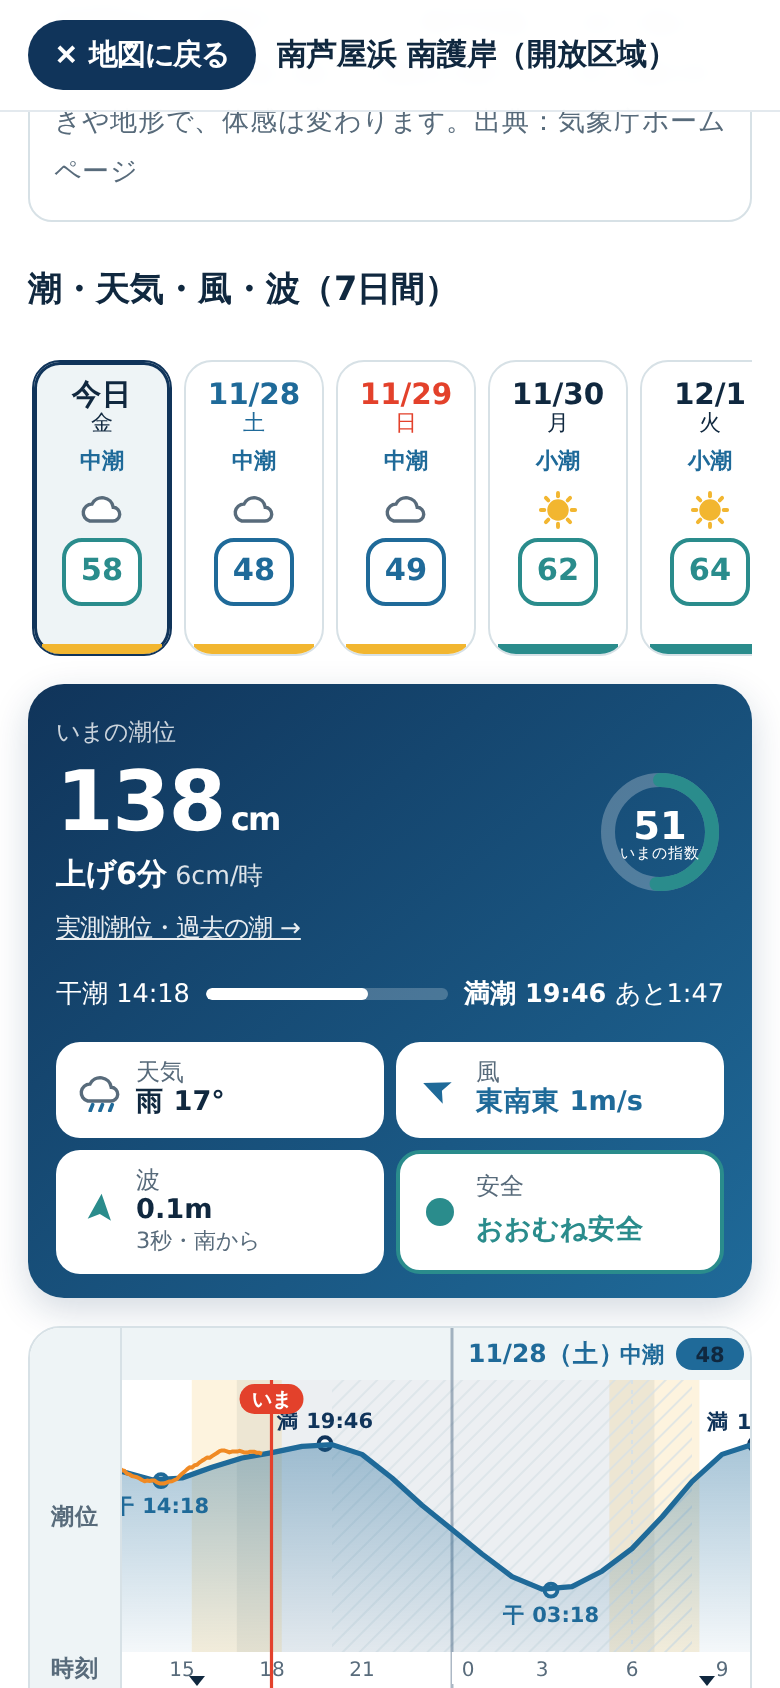 × 地図に戻る 南芦屋浜 南護岸（開放区域）
きや地形で、体感は変わります。出典：気象庁ホーム
ページ
潮・天気・風・波（7日間）
今日 11/28 11/29 11/30 12/1
金 土 日 月 火
中潮 中潮 中潮 小潮 小潮
58 48 49 62 64
いまの潮位
138 cm
51
いまの指数
上げ6分 6cm/時
実測潮位・過去の潮 →
干潮 14:18 満潮 19:46 あと1:47
天気
雨 17°
風
東南東 1m/s
波
0.1m
3秒・南から
安全
おおむね安全
11/28（土）中潮 48
いま
満 19:46
満 1
干 14:18
潮位
干 03:18
時刻 15 18 21 0 3 6 9